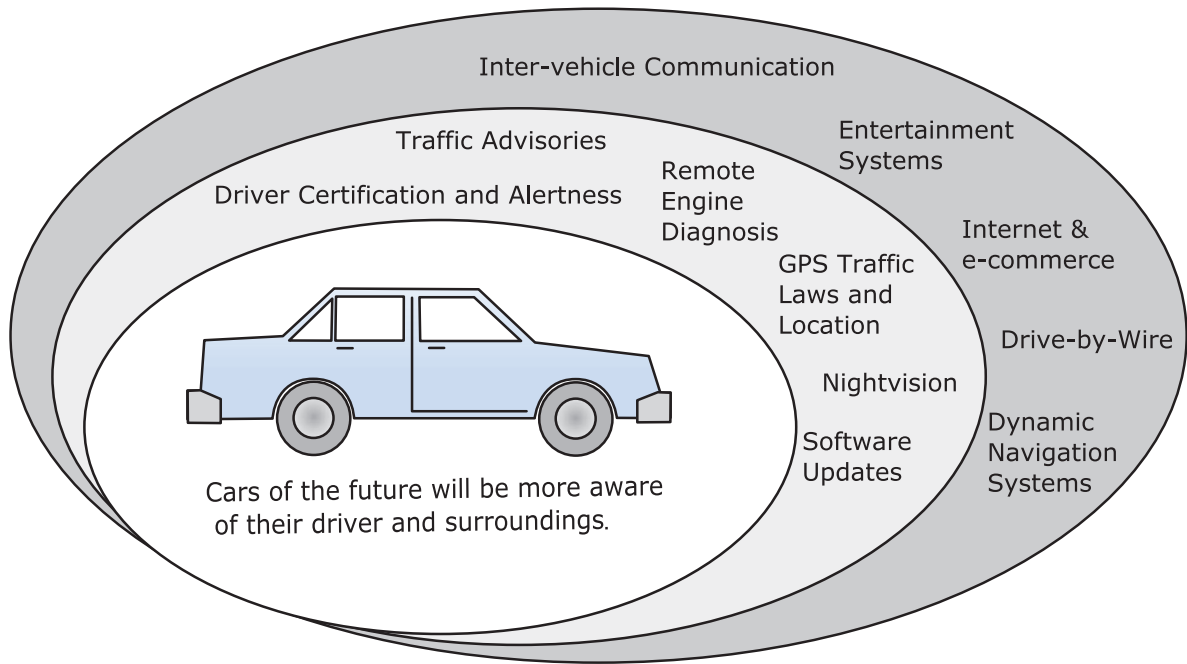 Inter-vehicle Communication
Entertainment
Systems
Internet &
e-commerce
Drive-by-Wire
Dynamic
Navigation
Systems
Traffic Advisories
Driver Certification and Alertness
Remote
Engine
Diagnosis
GPS Traffic
Laws and
Location
Nightvision
Software
Updates
Cars of the future will be more aware
of their driver and surroundings.